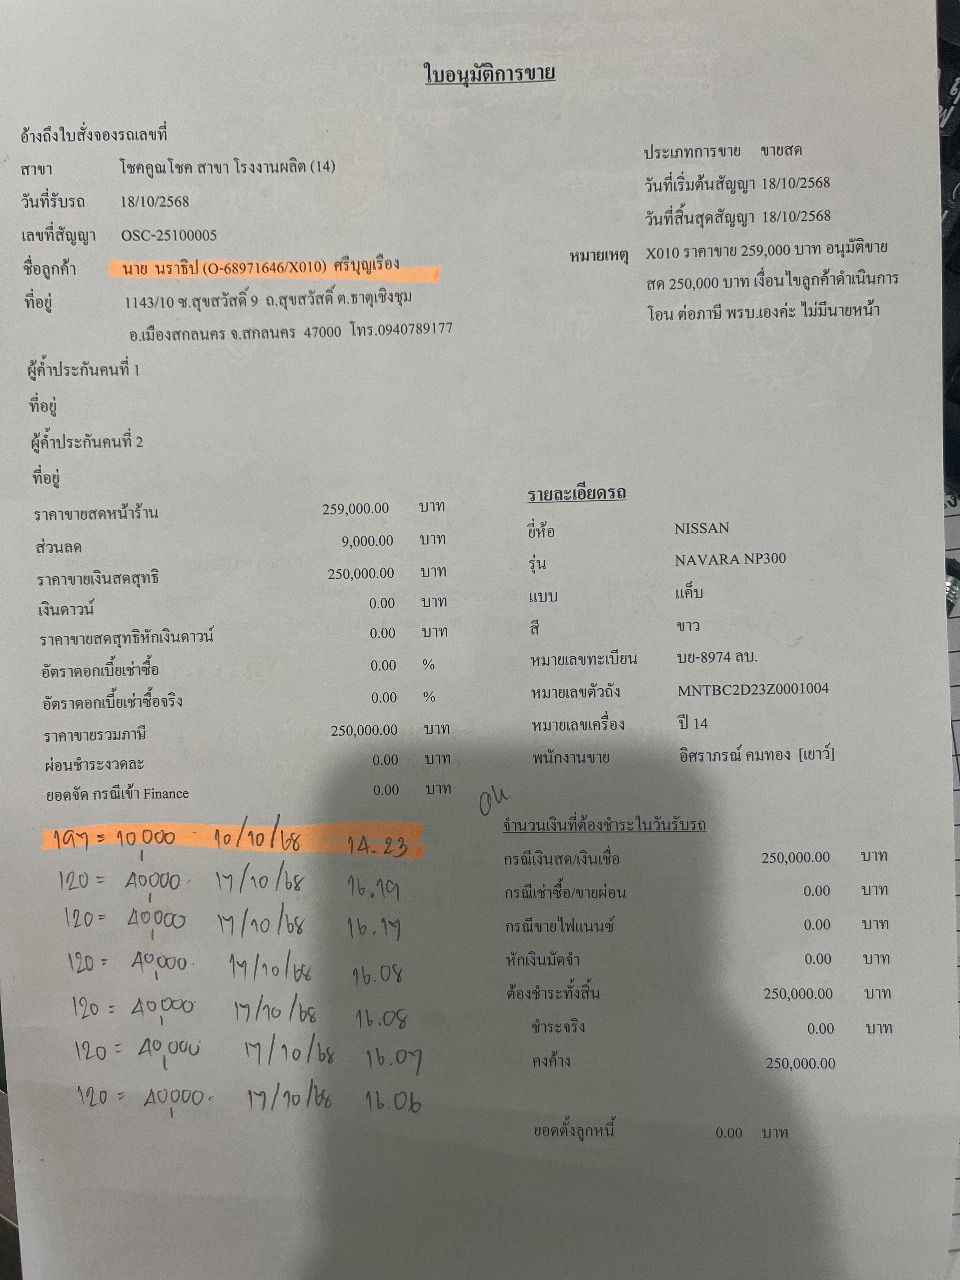 ใบอนุมัติการขาย
อ้างถึงใบสั่งจองรถเลขที่
สาขา โชคคูณโชค สาขา โรงงานผลิต (14)
ประเภทการขาย ขายสด
วันที่รับรถ 18/10/2568
วันที่เริ่มต้นสัญญา 18/10/2568
เลขที่สัญญา OSC-25100005
วันที่สิ้นสุดสัญญา 18/10/2568
ชื่อลูกค้า นาย นราธิป (O-68971646/X010) ศรีบุญเรือง
หมายเหตุ X010 ราคาขาย 259,000 บาท อนุมัติขาย
สด 250,000 บาท เงื่อนไขลูกค้าดำเนินการ
โอน ต่อภาษี พรบ.เองค่ะ ไม่มีนายหน้า
ที่อยู่ 1143/10 ซ.สุขสวัสดิ์ 9 ถ.สุขสวัสดิ์ ต.ธาตุเชิงชุม
อ.เมืองสกลนคร จ.สกลนคร 47000 โทร.0940789177
ผู้ค้ำประกันคนที่ 1
ที่อยู่
ผู้ค้ำประกันคนที่ 2
ที่อยู่
ราคาขายสดหน้าร้าน 259,000.00 บาท
ส่วนลด 9,000.00 บาท
ราคาขายเงินสดสุทธิ 250,000.00 บาท
เงินดาวน์ 0.00 บาท
ราคาขายสดสุทธิหักเงินดาวน์ 0.00 บาท
อัตราดอกเบี้ยเช่าซื้อ 0.00 %
อัตราดอกเบี้ยเช่าซื้อจริง 0.00 %
ราคาขายรวมภาษี 250,000.00 บาท
ผ่อนชำระงวดละ 0.00 บาท
ยอดจัด กรณีเข้า Finance 0.00 บาท
รายละเอียดรถ
ยี่ห้อ NISSAN
รุ่น NAVARA NP300
แบบ แค็บ
สี ขาว
หมายเลขทะเบียน บย-8974 ลบ.
หมายเลขตัวถัง MNTBC2D23Z0001004
หมายเลขเครื่อง ปี 14
พนักงานขาย อิศราภรณ์ คมทอง [เยาว์]
197 = 10,000 10/10/68 14.23
120 = 40,000 17/10/68 16.19
120 = 40,000 17/10/68 16.17
120 = 40,000 17/10/68 16.08
120 = 40,000 17/10/68 16.08
120 = 40,000 17/10/68 16.07
120 = 40,000 17/10/68 16.06
จำนวนเงินที่ต้องชำระในวันรับรถ
กรณีเงินสด/เงินเชื่อ 250,000.00 บาท
กรณีเช่าซื้อ/ขายผ่อน 0.00 บาท
กรณีขายไฟแนนซ์ 0.00 บาท
หักเงินมัดจำ 0.00 บาท
ต้องชำระทั้งสิ้น 250,000.00 บาท
ชำระจริง 0.00 บาท
คงค้าง 250,000.00
ยอดตั้งลูกหนี้ 0.00 บาท